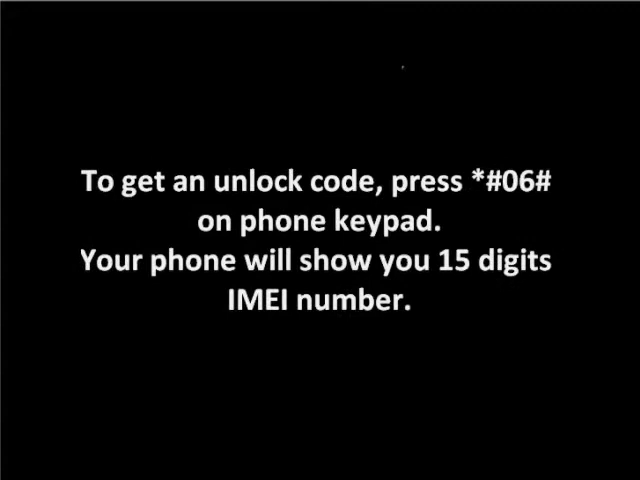 To get an unlock code, press *#06#
on phone keypad.
Your phone will show you 15 digits
IMEI number.